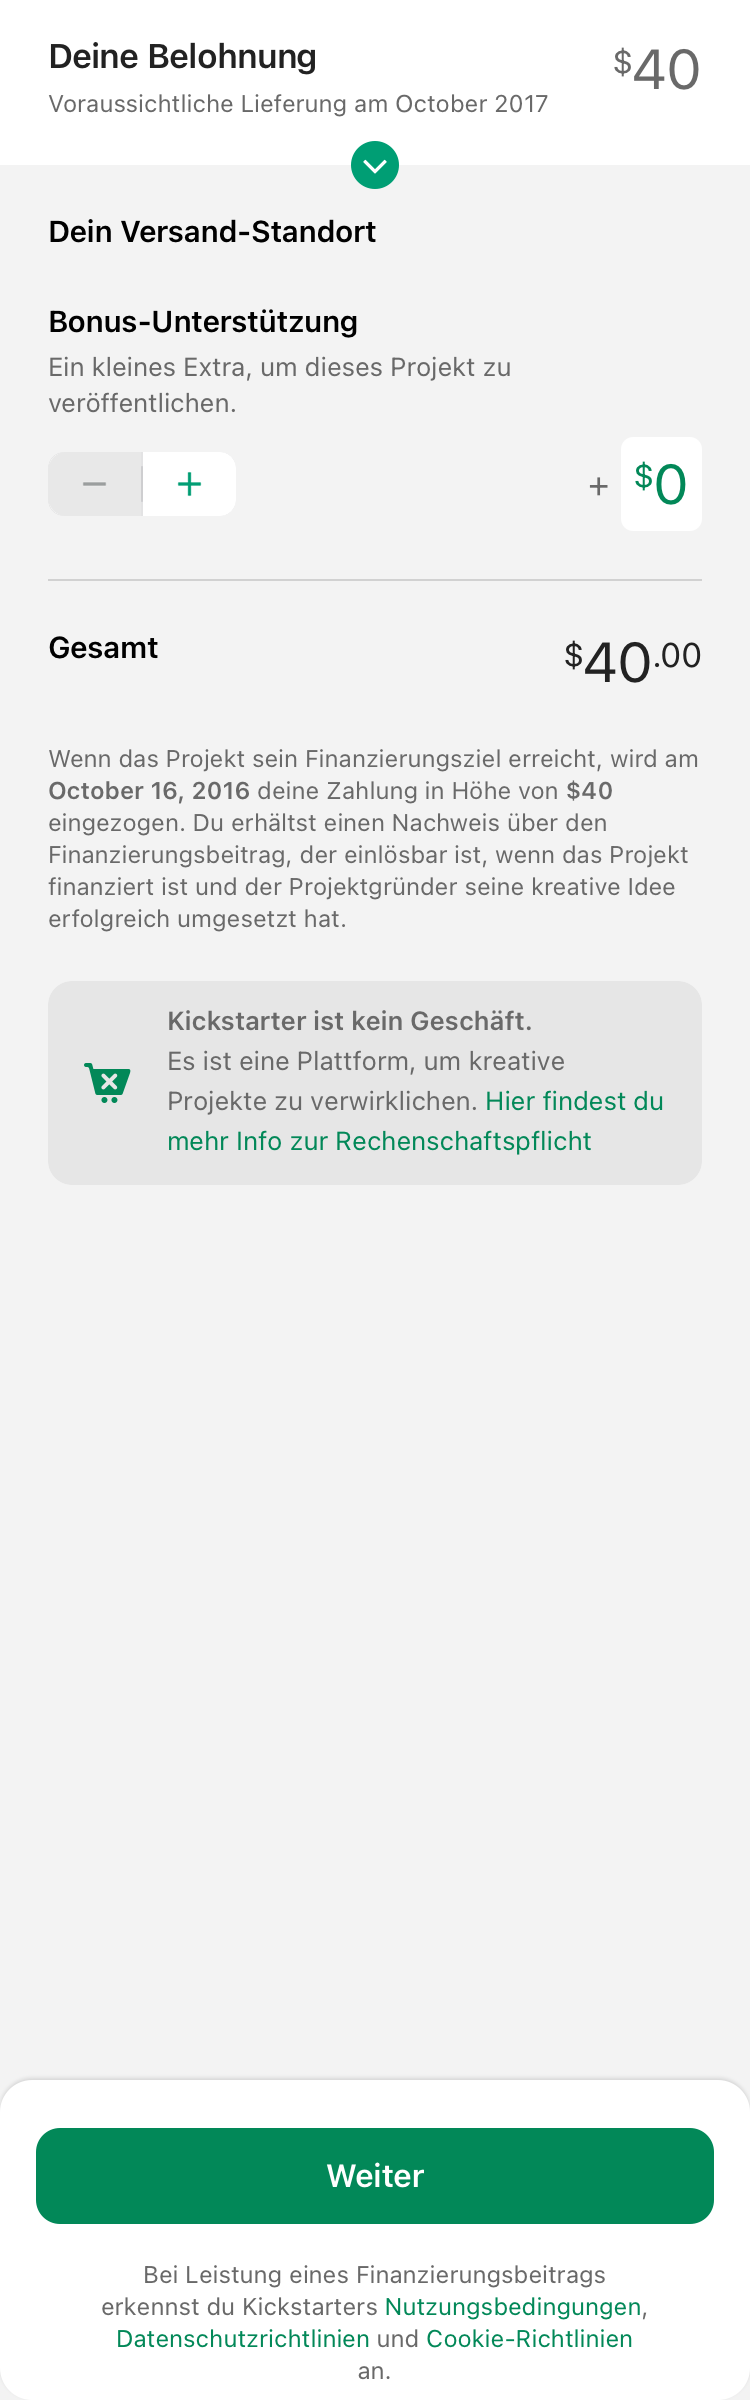 Deine Belohnung
$40
Voraussichtliche Lieferung am October 2017
Dein Versand-Standort
Bonus-Unterstützung
Ein kleines Extra, um dieses Projekt zu
veröffentlichen.
− +
+ $0
Gesamt
$40.00
Wenn das Projekt sein Finanzierungsziel erreicht, wird am
October 16, 2016 deine Zahlung in Höhe von $40
eingezogen. Du erhältst einen Nachweis über den
Finanzierungsbeitrag, der einlösbar ist, wenn das Projekt
finanziert ist und der Projektgründer seine kreative Idee
erfolgreich umgesetzt hat.
Kickstarter ist kein Geschäft.
Es ist eine Plattform, um kreative
Projekte zu verwirklichen. Hier findest du
mehr Info zur Rechenschaftspflicht
Weiter
Bei Leistung eines Finanzierungsbeitrags
erkennst du Kickstarters Nutzungsbedingungen,
Datenschutzrichtlinien und Cookie-Richtlinien
an.